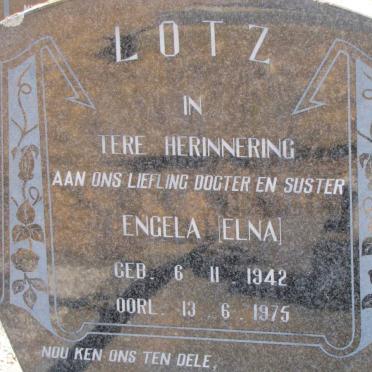 LOTZ
IN
TERE HERINNERING
AAN ONS LIEFLING DOGTER EN SUSTER
ENGELA [ELNA]
GEB. 6 . 11 . 1942
OORL. 13 . 6 . 1975
NOU KEN ONS TEN DELE,